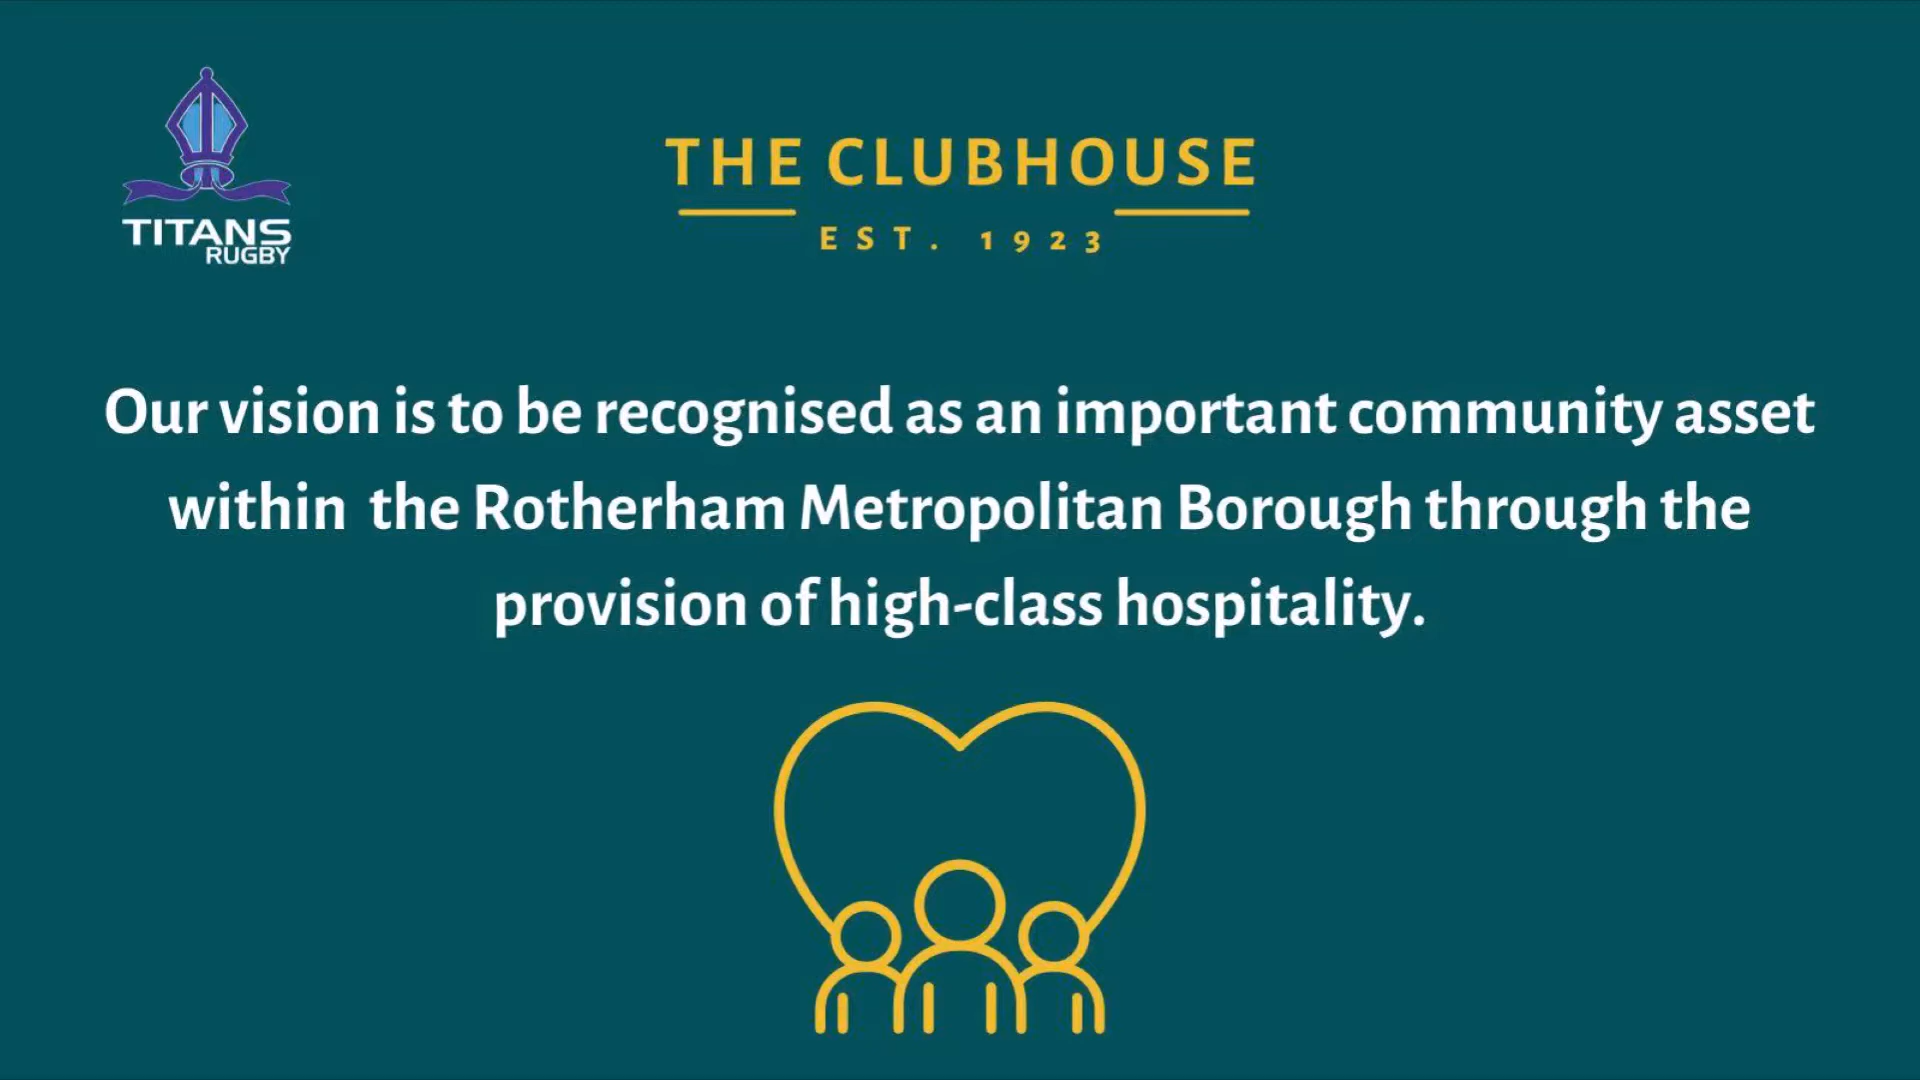 TITANS
RUGBY
THE CLUBHOUSE
EST. 1923
Our vision is to be recognised as an important community asset
within the Rotherham Metropolitan Borough through the
provision of high-class hospitality.